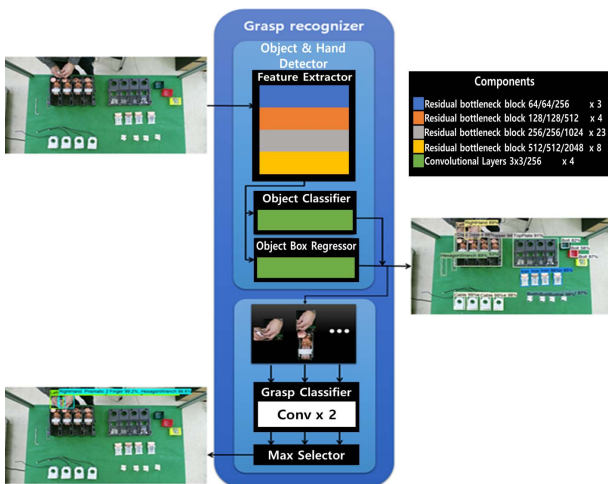 Grasp recognizer
Object & Hand
Detector
Feature Extractor
Object Classifier
Object Box Regressor
Grasp Classifier
Conv x 2
Max Selector
Components
Residual bottleneck block 64/64/256 x 3
Residual bottleneck block 128/128/512 x 4
Residual bottleneck block 256/256/1024 x 23
Residual bottleneck block 512/512/2048 x 8
Convolutional Layers 3x3/256 x 4